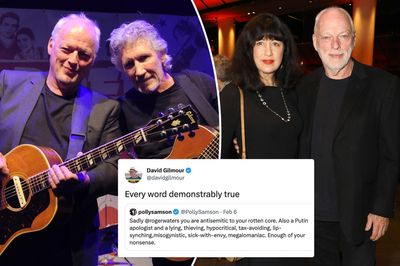 David Gilmour
@davidgilmour
Every word demonstrably true
pollysamson @PollySamson · Feb 6
Sadly @rogerwaters you are antisemitic to your rotten core. Also a Putin
apologist and a lying, thieving, hypocritical, tax-avoiding, lip-
synching,misogynistic, sick-with-envy, megalomaniac. Enough of your
nonsense.